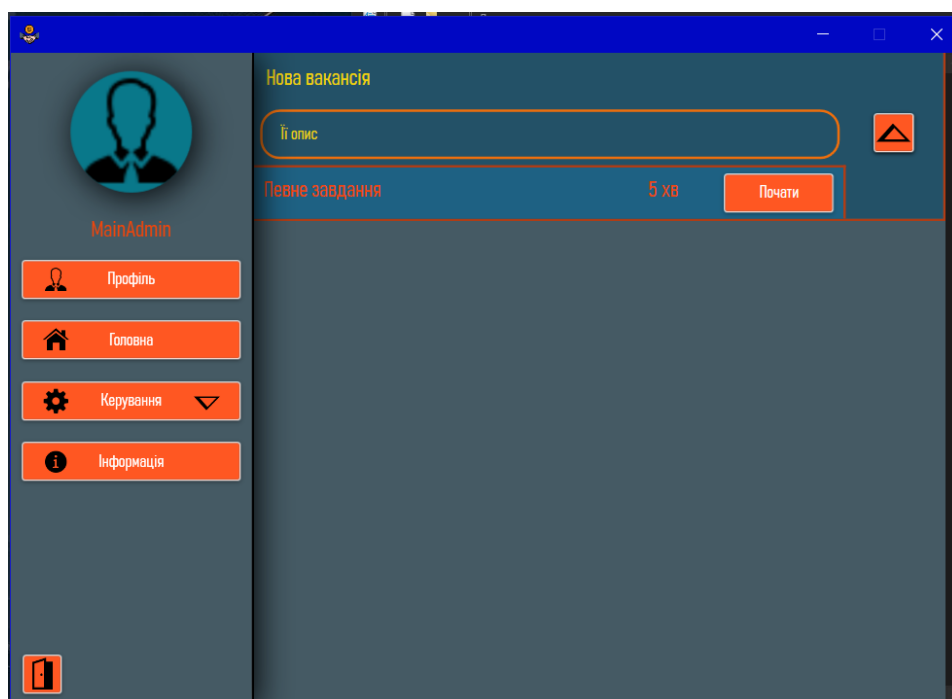 Нова вакансія
Її опис
Певне завдання 5 хв Почати
MainAdmin
Профіль
Головна
Керування
Інформація